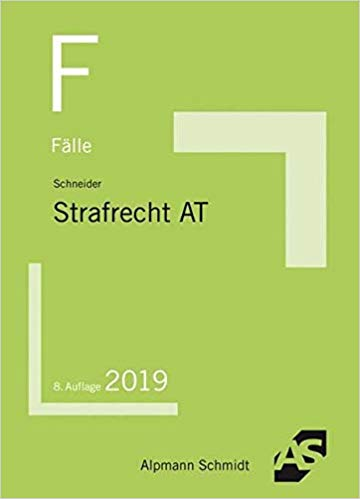 F
Fälle
Schneider
Strafrecht AT
8. Auflage 2019
Alpmann Schmidt
AS